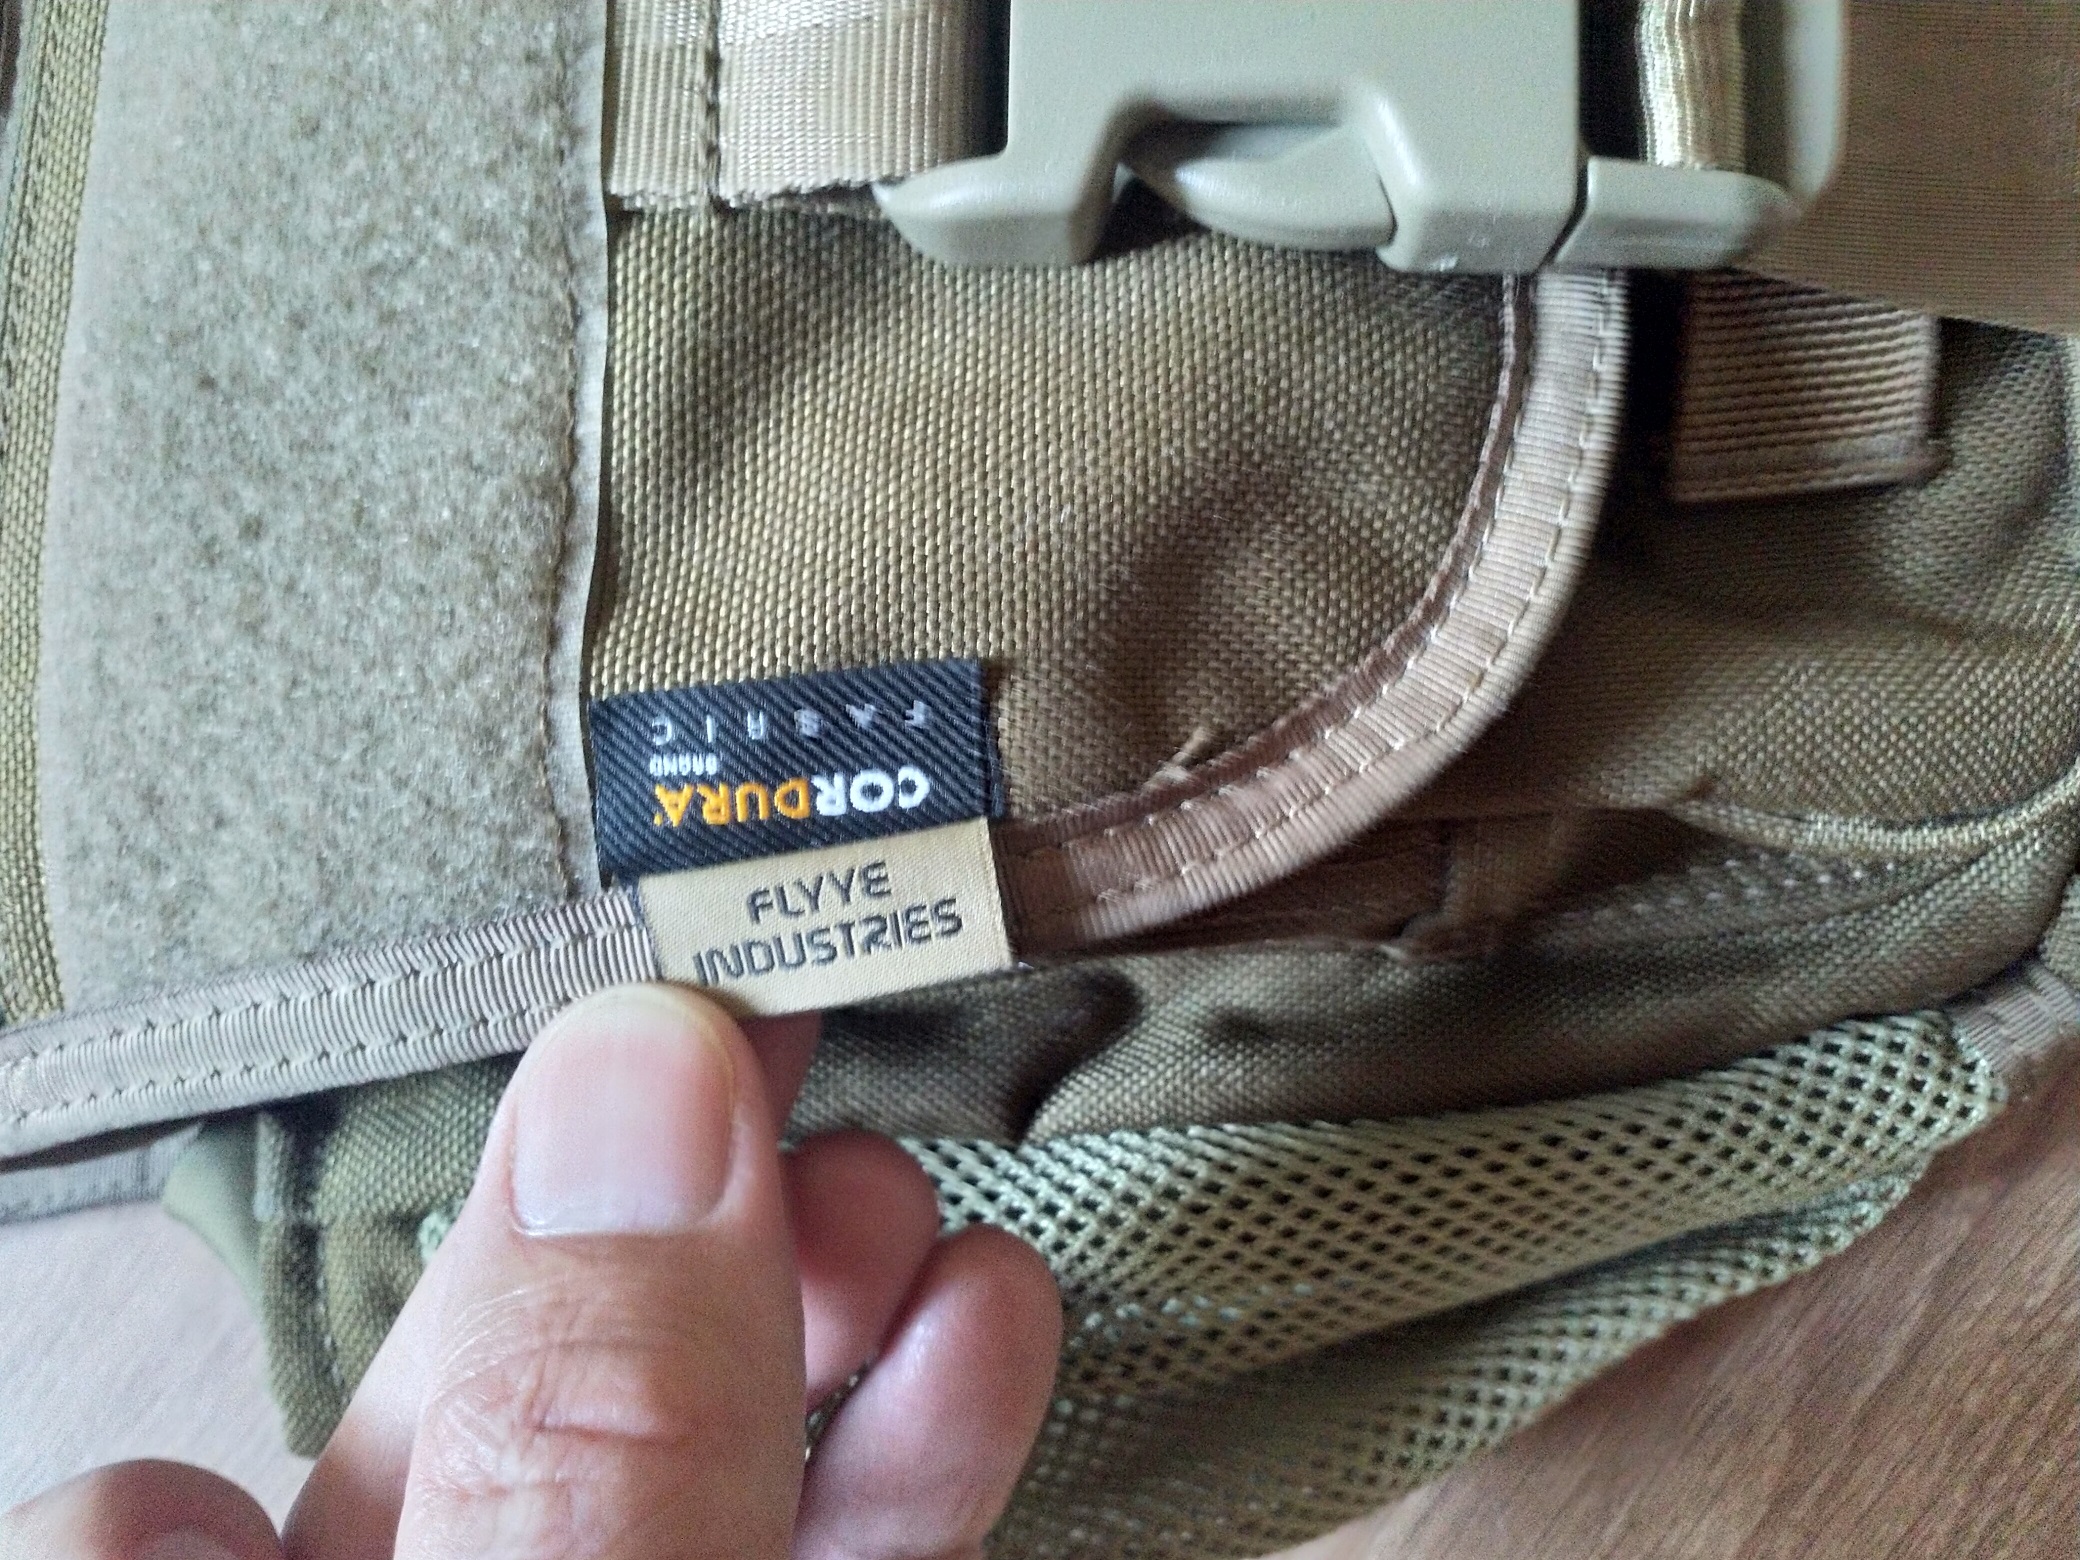 CORDURA
BRAND
FABRIC
FLYYE
INDUSTRIES